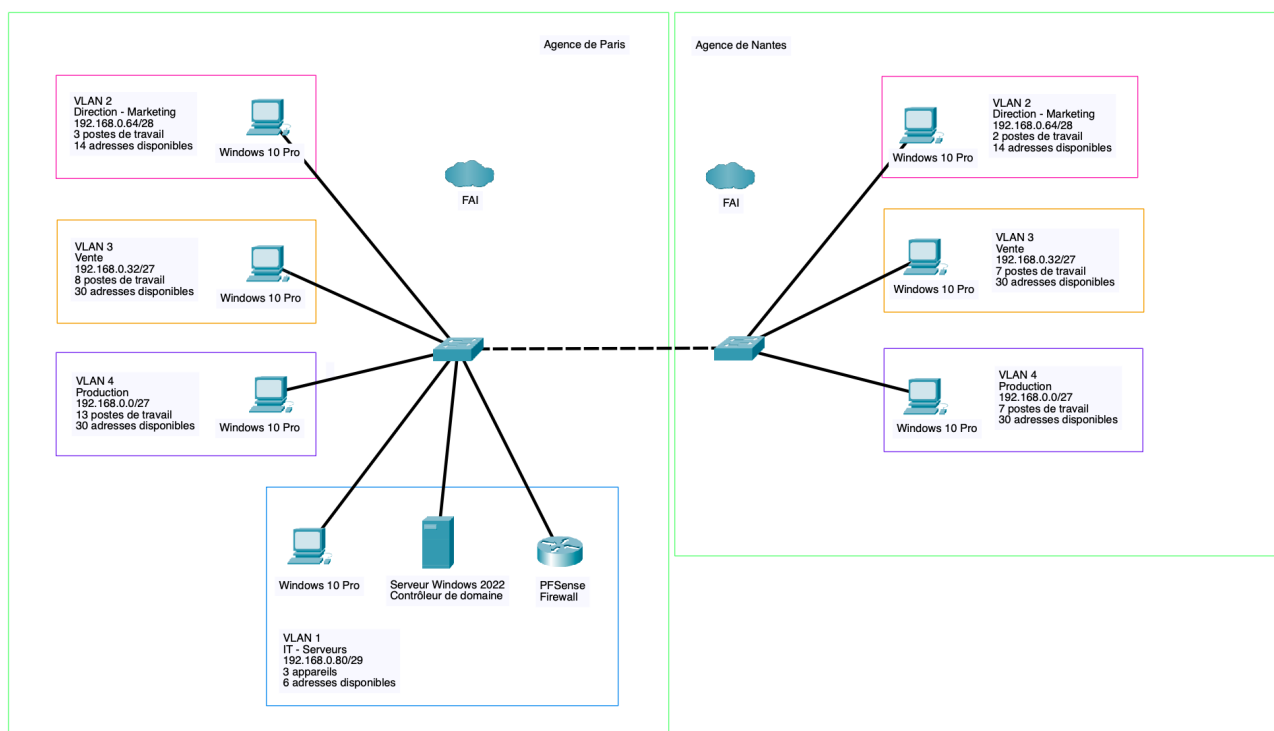 Agence de Paris
VLAN 2
Direction - Marketing
192.168.0.64/28
3 postes de travail
14 adresses disponibles
Windows 10 Pro
FAI
VLAN 3
Vente
192.168.0.32/27
8 postes de travail
30 adresses disponibles
Windows 10 Pro
VLAN 4
Production
192.168.0.0/27
13 postes de travail
30 adresses disponibles
Windows 10 Pro
Windows 10 Pro
Serveur Windows 2022
Contrôleur de domaine
PFSense
Firewall
VLAN 1
IT - Serveurs
192.168.0.80/29
3 appareils
6 adresses disponibles
Agence de Nantes
FAI
Windows 10 Pro
VLAN 2
Direction - Marketing
192.168.0.64/28
2 postes de travail
14 adresses disponibles
Windows 10 Pro
VLAN 3
Vente
192.168.0.32/27
7 postes de travail
30 adresses disponibles
Windows 10 Pro
VLAN 4
Production
192.168.0.0/27
7 postes de travail
30 adresses disponibles